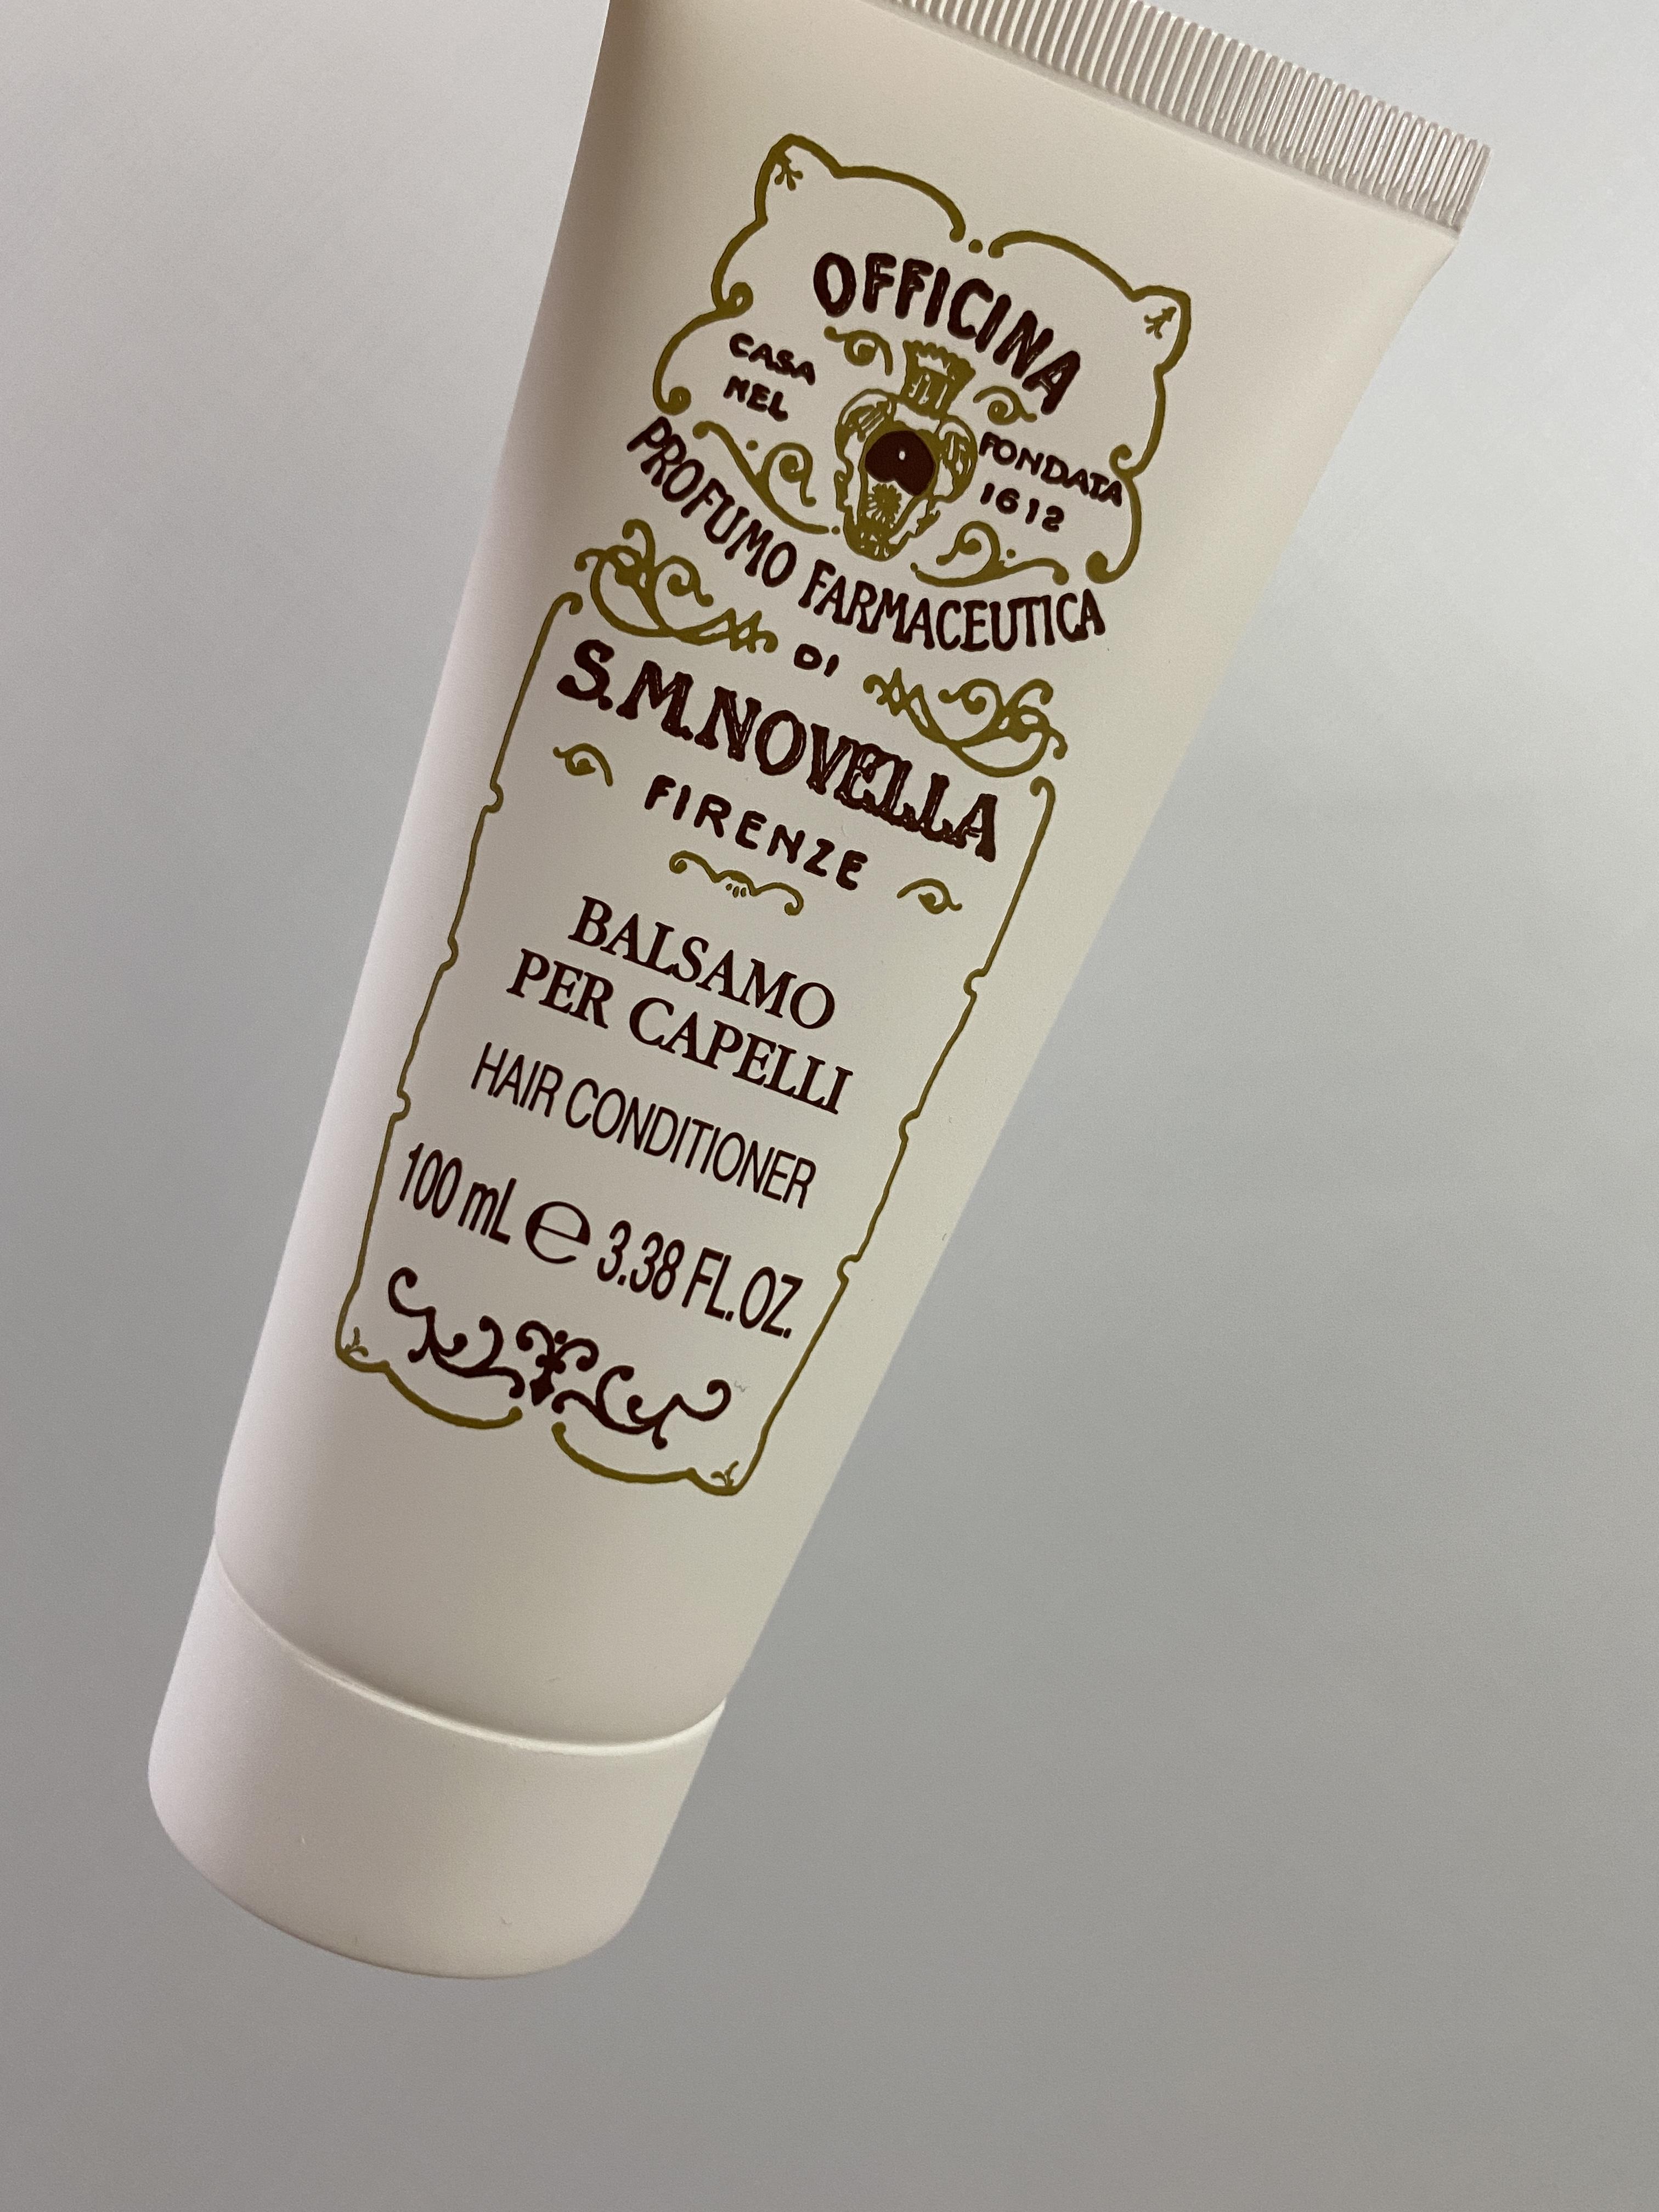 OFFICINA
CASA
NEL
FONDATA
1612
PROFUMO FARMACEUTICA
DI
S.M.NOVELLA
FIRENZE
BALSAMO
PER CAPELLI
HAIR CONDITIONER
100 mL ℮ 3.38 FL.OZ.